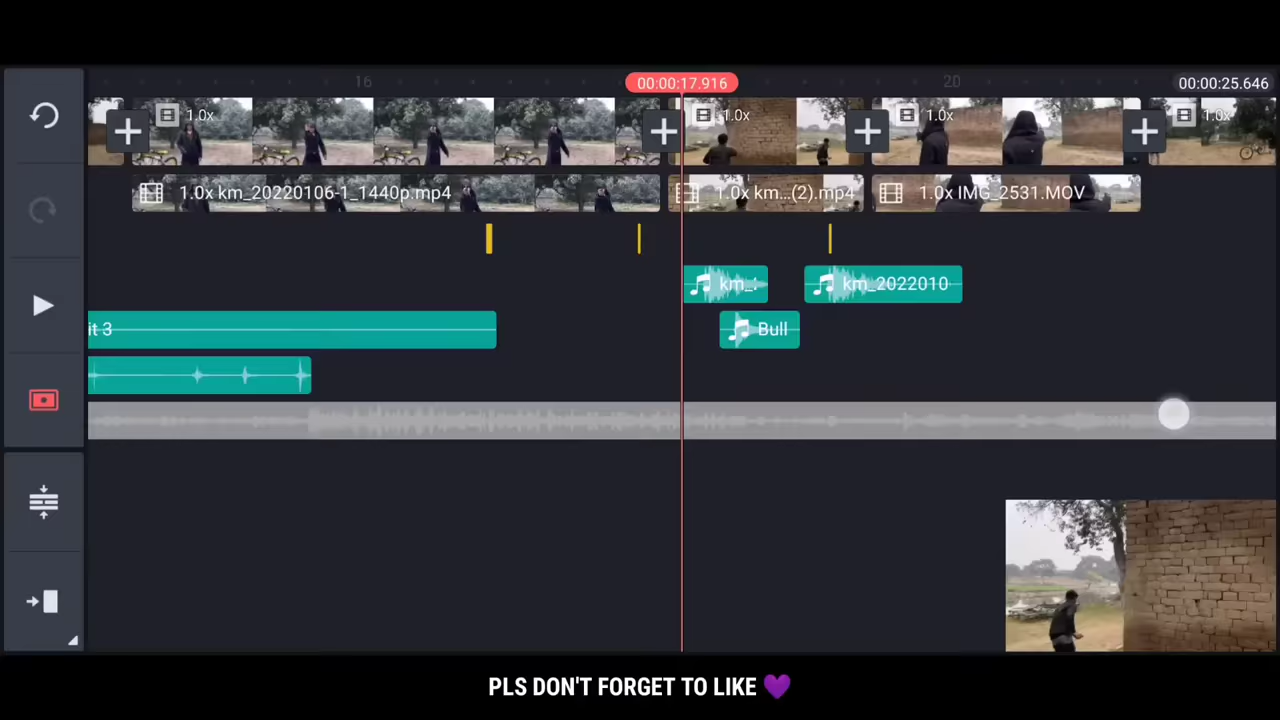 16
00:00:17.916
20
00:00:25.646
1.0x
1.0x
1.0x
1.0x
1.0x km_20220106-1_1440p.mp4
1.0x km...(2).mp4
1.0x IMG_2531.MOV
km_2022010
it 3
Bull
PLS DON'T FORGET TO LIKE 💜